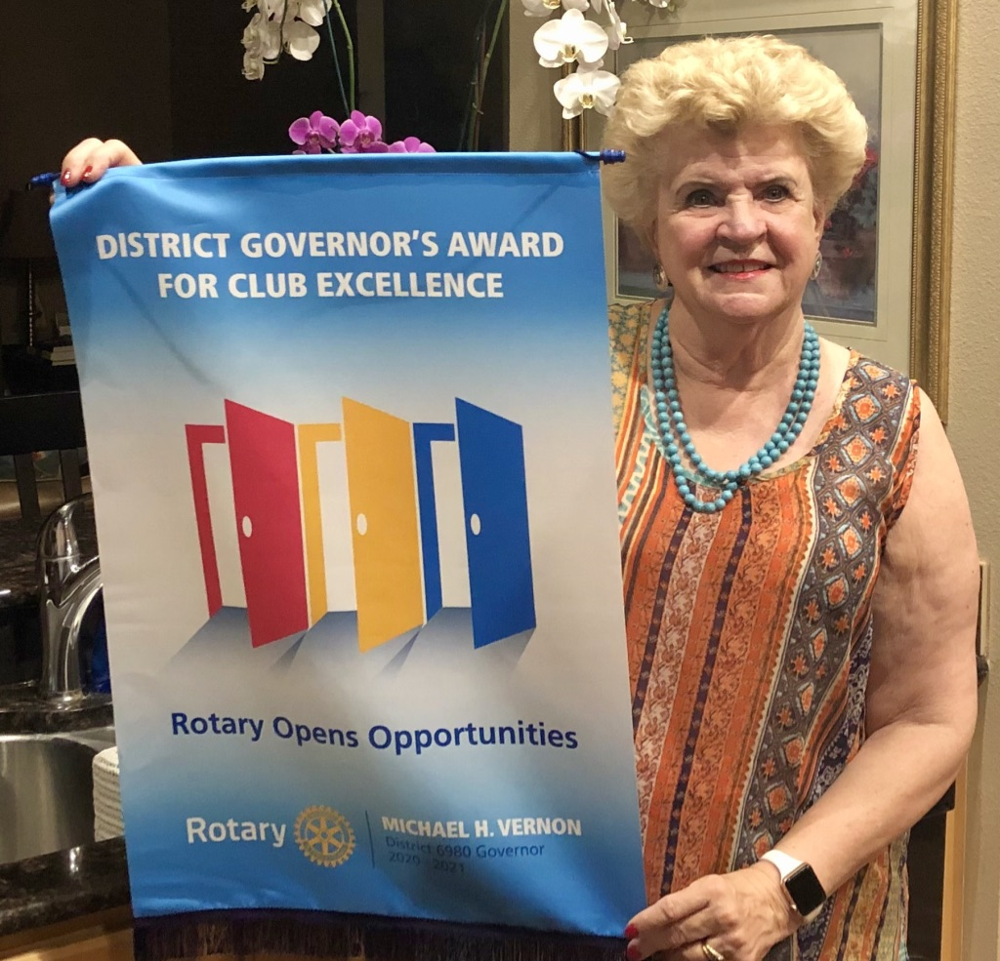 DISTRICT GOVERNOR'S AWARD
FOR CLUB EXCELLENCE
Rotary Opens Opportunities
Rotary
MICHAEL H. VERNON
District 6980 Governor
2020 - 2021